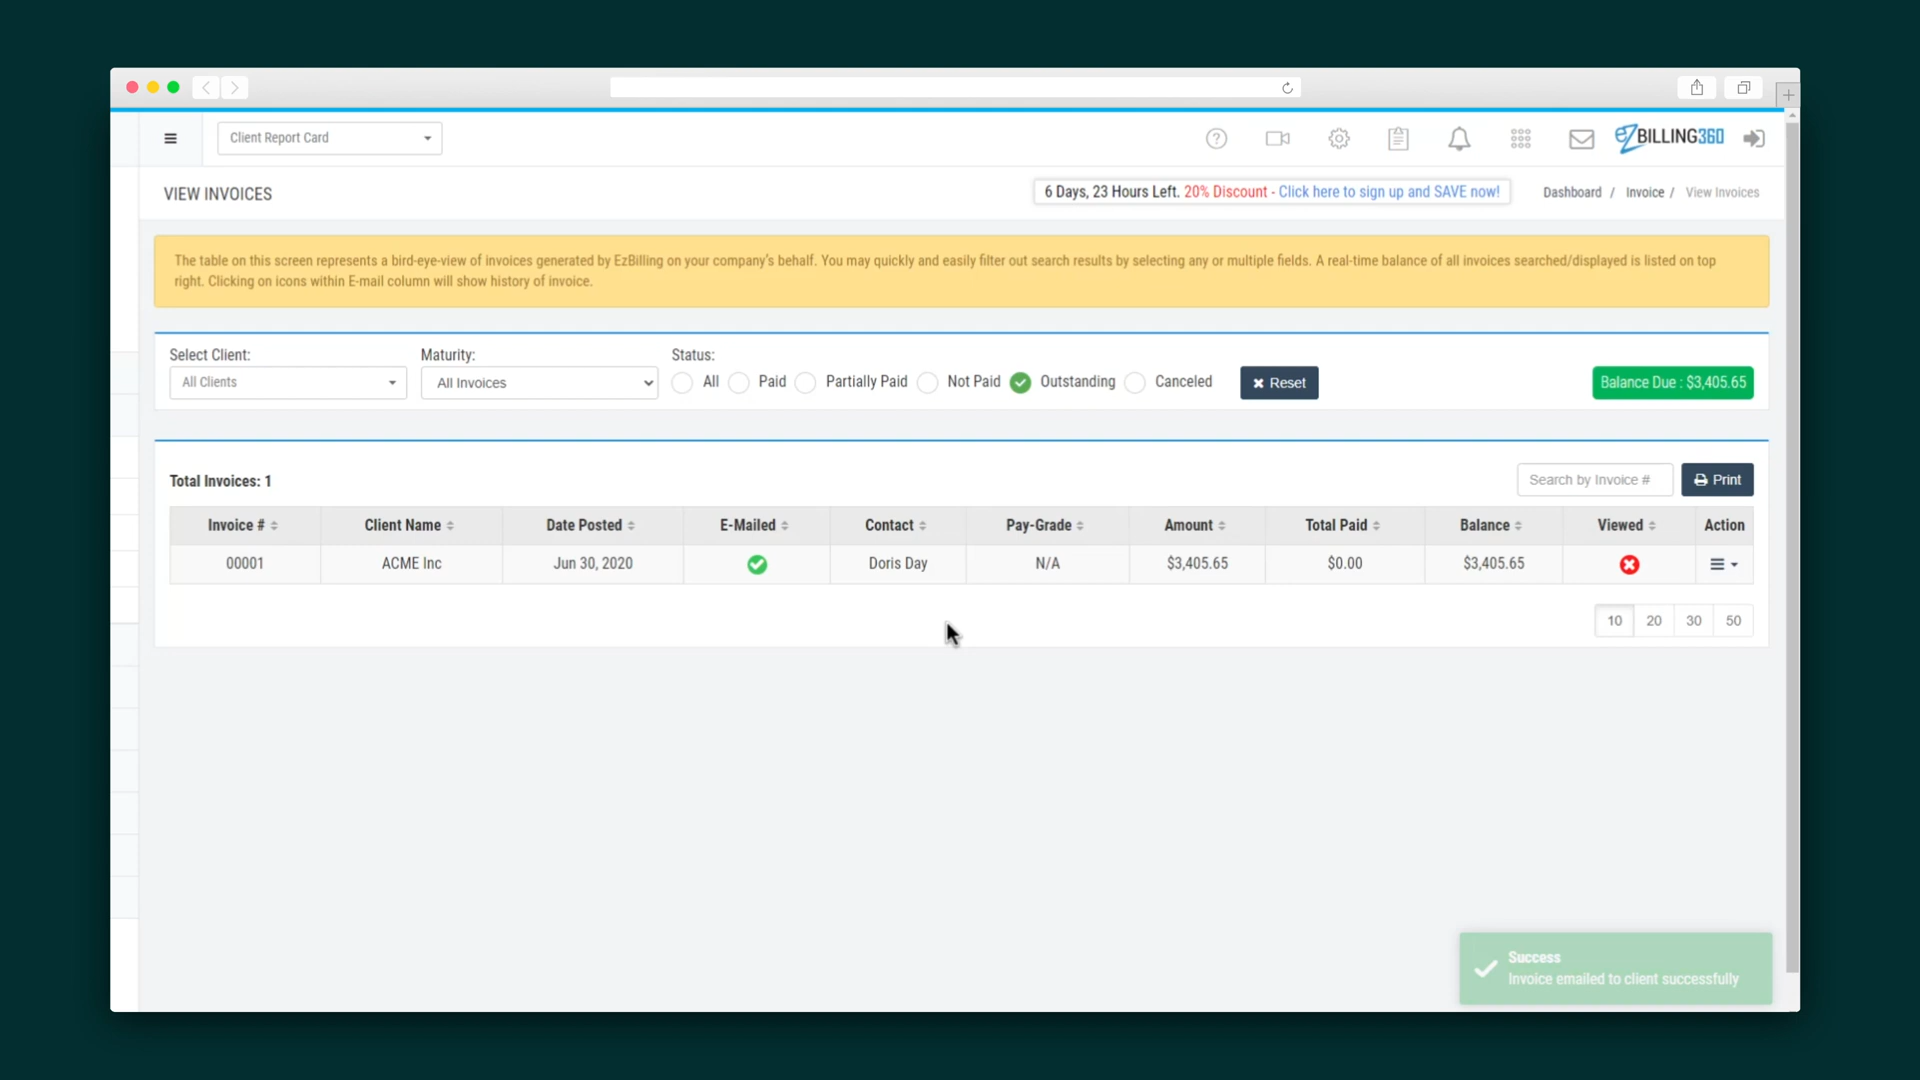 Client Report Card
eZBILLING360
VIEW INVOICES
6 Days, 23 Hours Left. 20% Discount - Click here to sign up and SAVE now!
Dashboard / Invoice / View Invoices
The table on this screen represents a bird-eye-view of invoices generated by EzBilling on your company's behalf. You may quickly and easily filter out search results by selecting any or multiple fields. A real-time balance of all invoices searched/displayed is listed on top
right. Clicking on icons within E-mail column will show history of invoice.
Select Client: Maturity: Status:
All Clients All Invoices All Paid Partially Paid Not Paid Outstanding Canceled Reset Balance Due : $3,405.65
Total Invoices: 1 Search by Invoice # Print
Invoice # Client Name Date Posted E-Mailed Contact Pay-Grade Amount Total Paid Balance Viewed Action
00001 ACME Inc Jun 30, 2020 Doris Day N/A $3,405.65 $0.00 $3,405.65
10 20 30 50
Success
Invoice emailed to client successfully